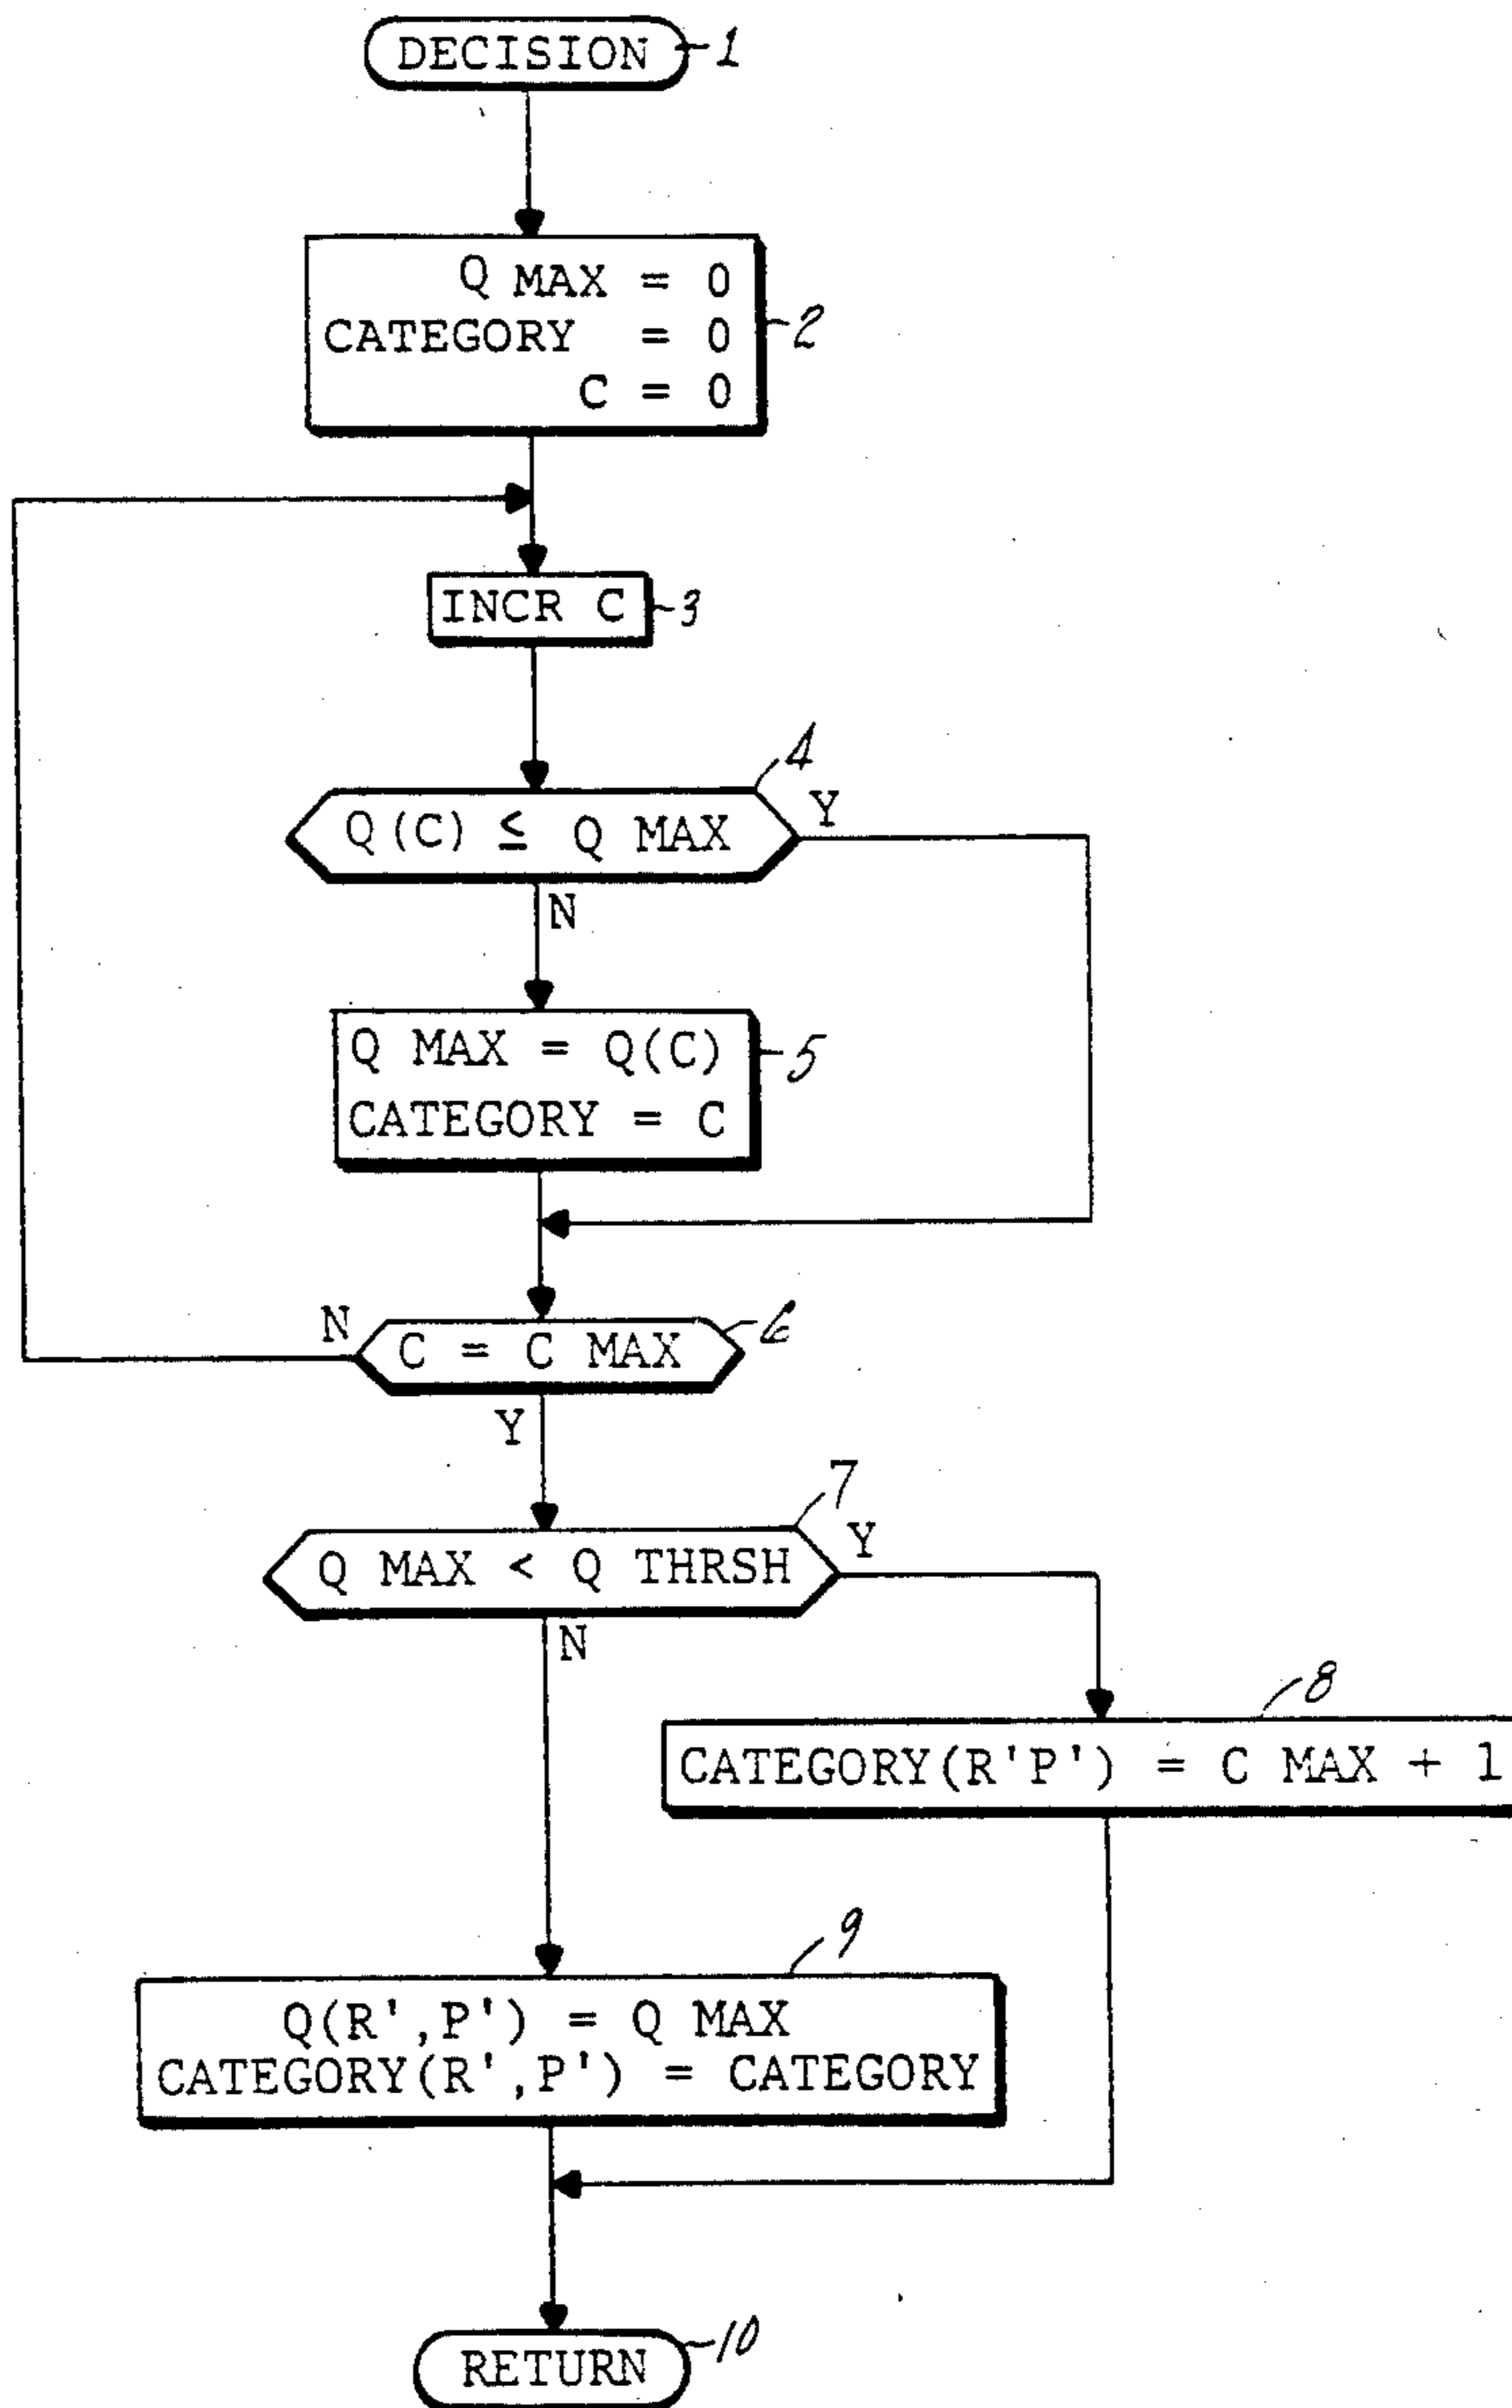 DECISION 1
Q MAX = 0
CATEGORY = 0
C = 0
2
INCR C 3
4
Q(C) ≤ Q MAX Y
N
Q MAX = Q(C)
5
CATEGORY = C
N C = C MAX 6
Y
7
Q MAX < Q THRSH Y
N
8
CATEGORY(R'P') = C MAX + 1
9
Q(R',P') = Q MAX
CATEGORY(R',P') = CATEGORY
RETURN 10